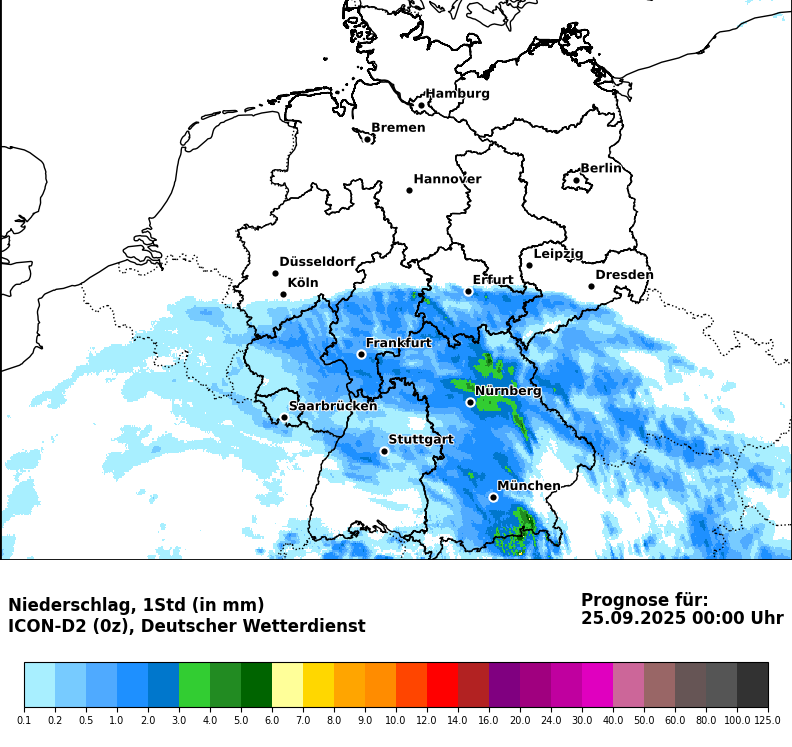 Hamburg
Bremen
Berlin
Hannover
Leipzig
Düsseldorf
Dresden
Köln
Erfurt
Frankfurt
Nürnberg
Saarbrücken
Stuttgart
München
Niederschlag, 1Std (in mm)
ICON-D2 (0z), Deutscher Wetterdienst
Prognose für:
25.09.2025 00:00 Uhr
0.1 0.2 0.5 1.0 2.0 3.0 4.0 5.0 6.0 7.0 8.0 9.0 10.0 12.0 14.0 16.0 20.0 24.0 30.0 40.0 50.0 60.0 80.0 100.0 125.0